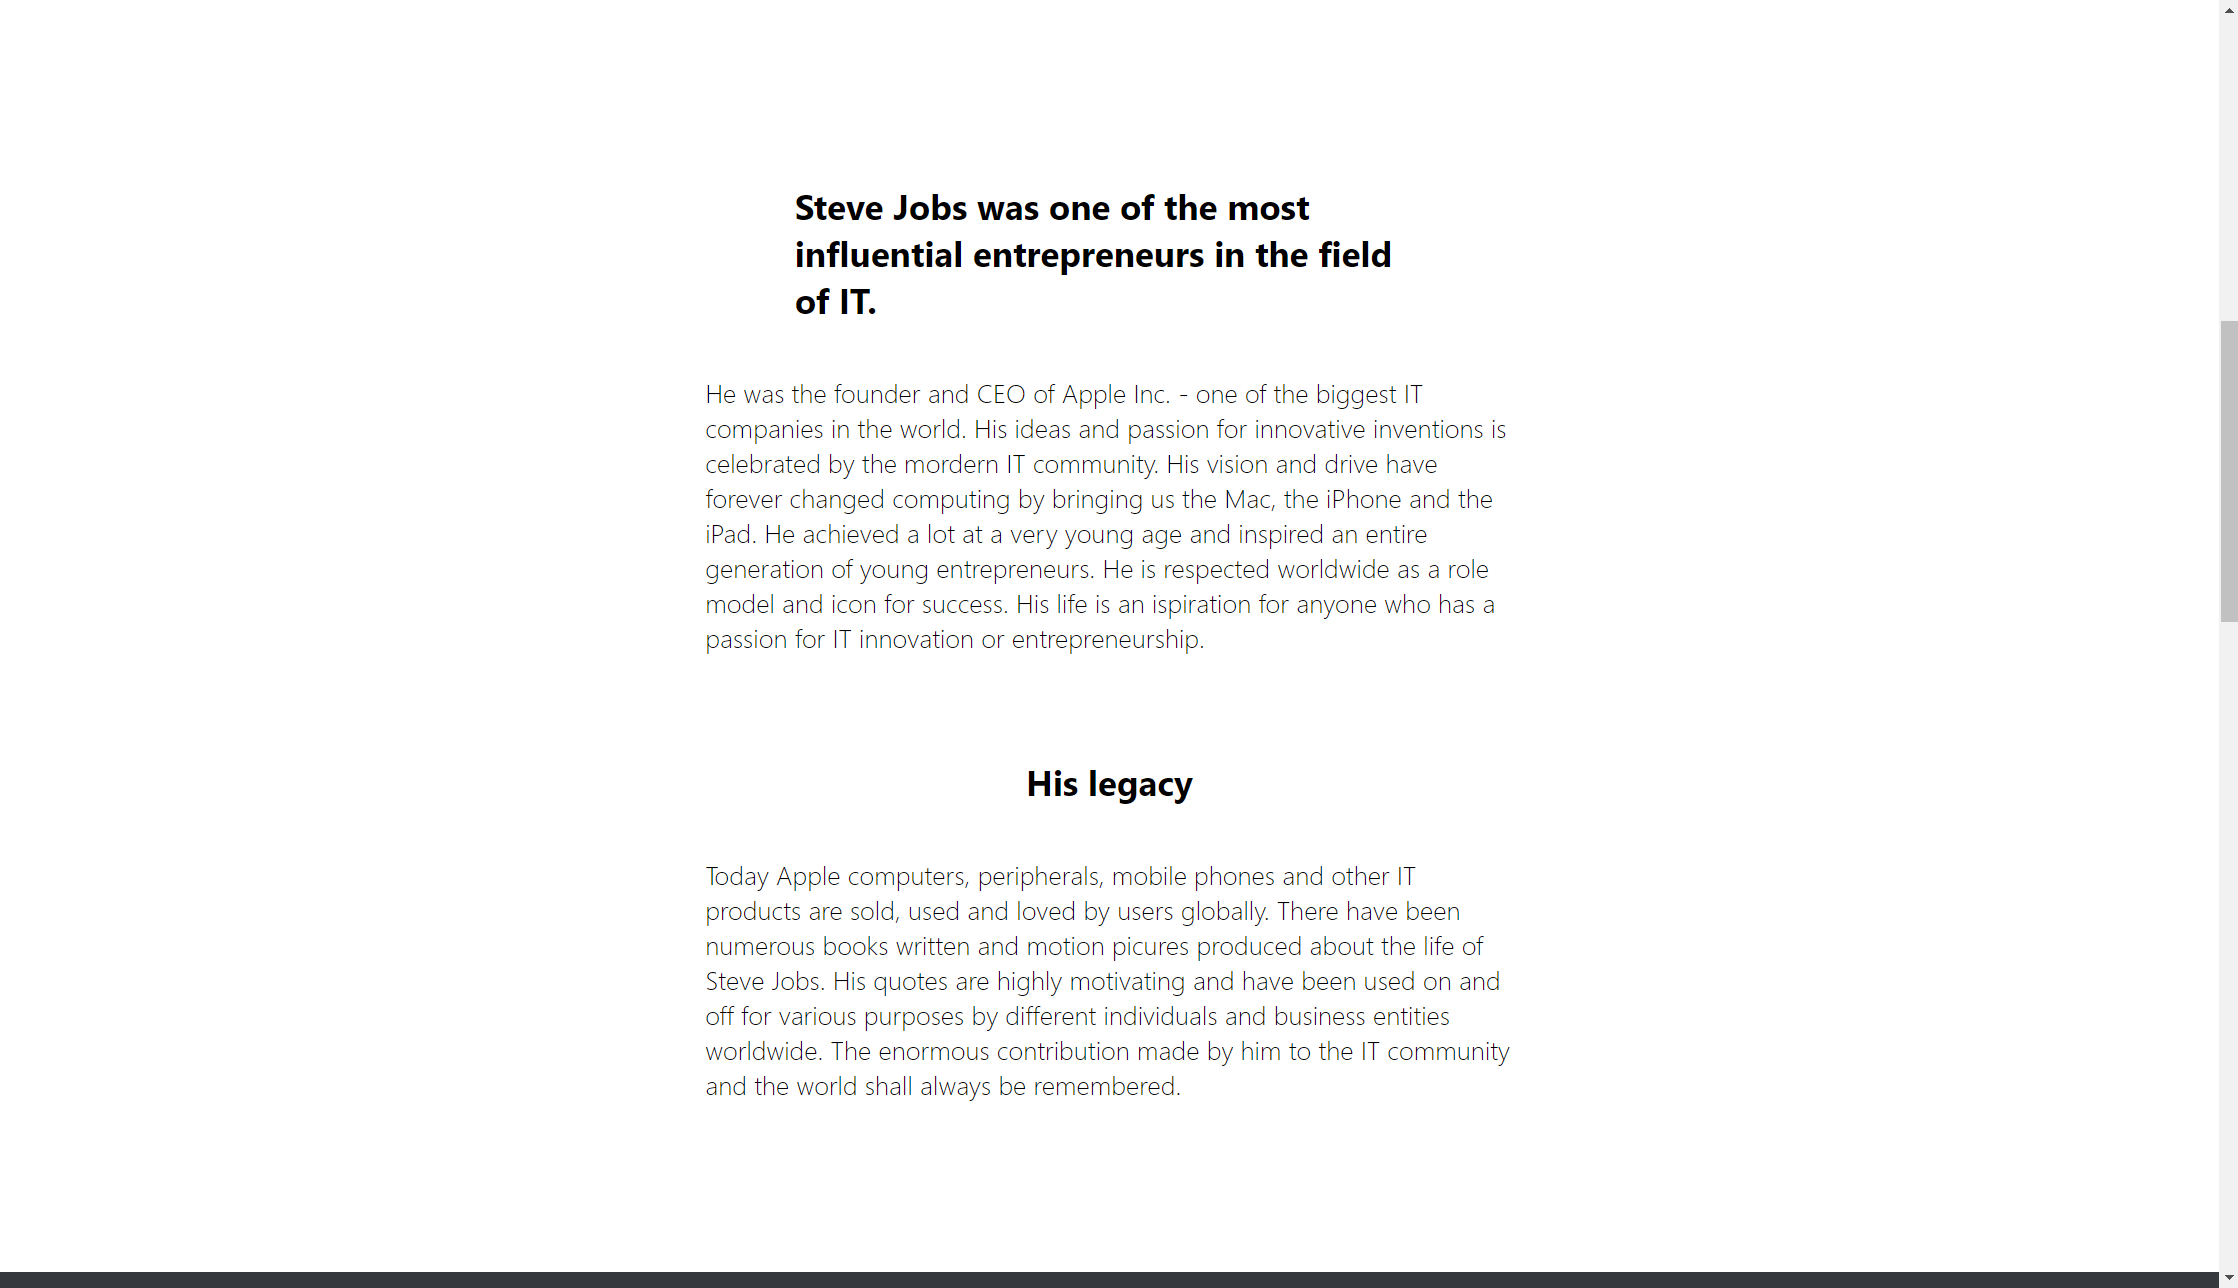 Steve Jobs was one of the most
influential entrepreneurs in the field
of IT.
He was the founder and CEO of Apple Inc. - one of the biggest IT
companies in the world. His ideas and passion for innovative inventions is
celebrated by the mordern IT community. His vision and drive have
forever changed computing by bringing us the Mac, the iPhone and the
iPad. He achieved a lot at a very young age and inspired an entire
generation of young entrepreneurs. He is respected worldwide as a role
model and icon for success. His life is an ispiration for anyone who has a
passion for IT innovation or entrepreneurship.
His legacy
Today Apple computers, peripherals, mobile phones and other IT
products are sold, used and loved by users globally. There have been
numerous books written and motion picures produced about the life of
Steve Jobs. His quotes are highly motivating and have been used on and
off for various purposes by different individuals and business entities
worldwide. The enormous contribution made by him to the IT community
and the world shall always be remembered.